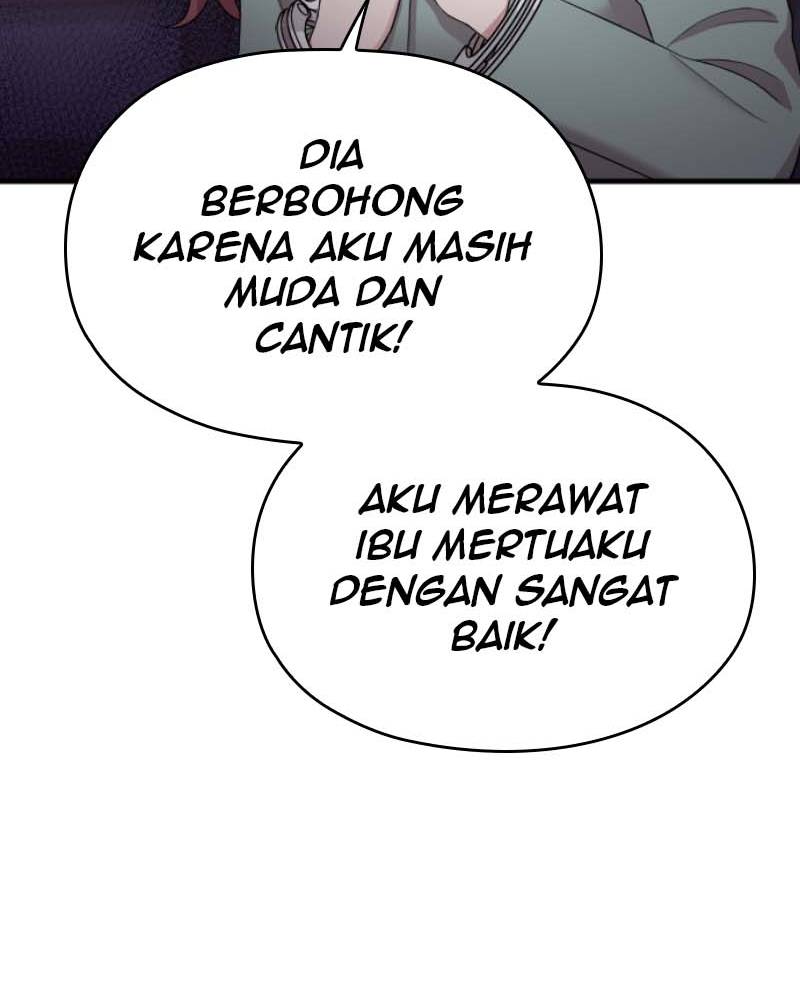 DIA
BERBOHONG
KARENA AKU MASIH
MUDA DAN
CANTIK!
AKU MERAWAT
IBU MERTUAKU
DENGAN SANGAT
BAIK!